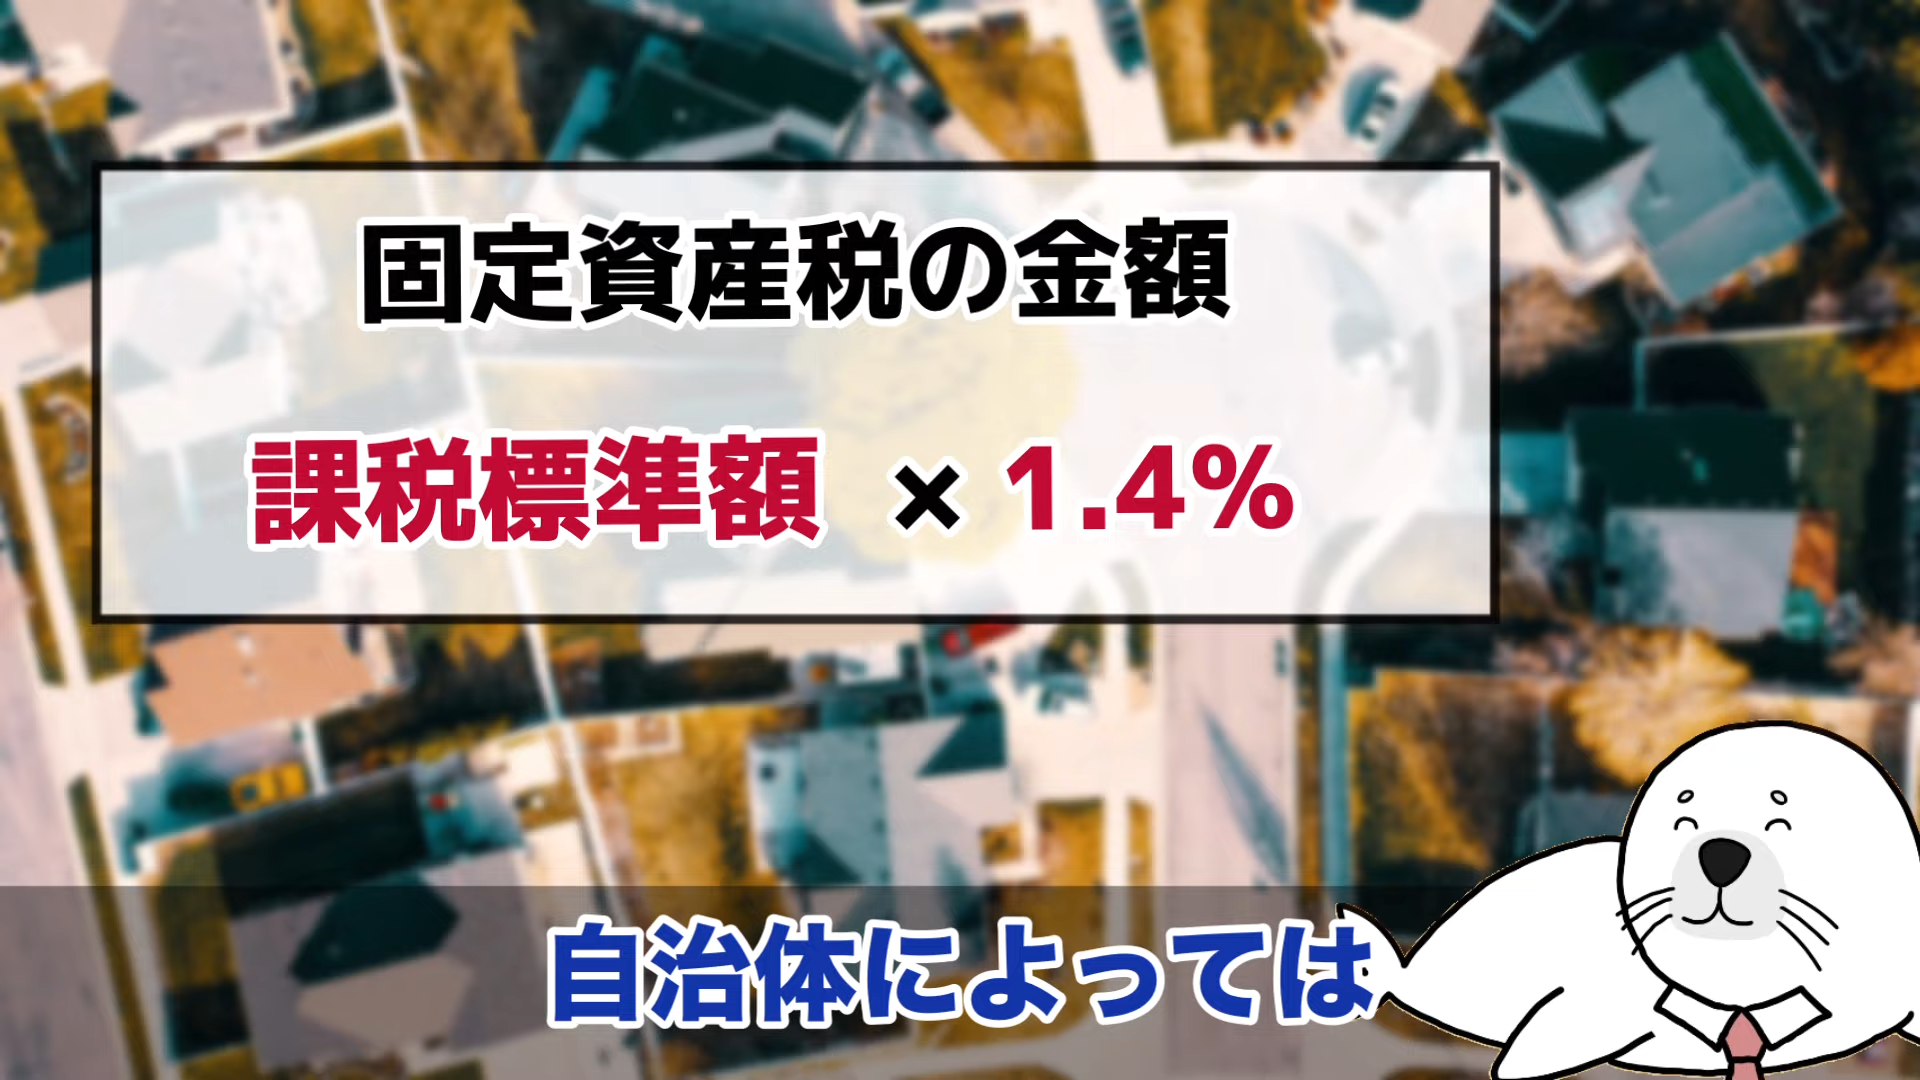 固定資産税の金額
課税標準額 × 1.4%
自治体によっては